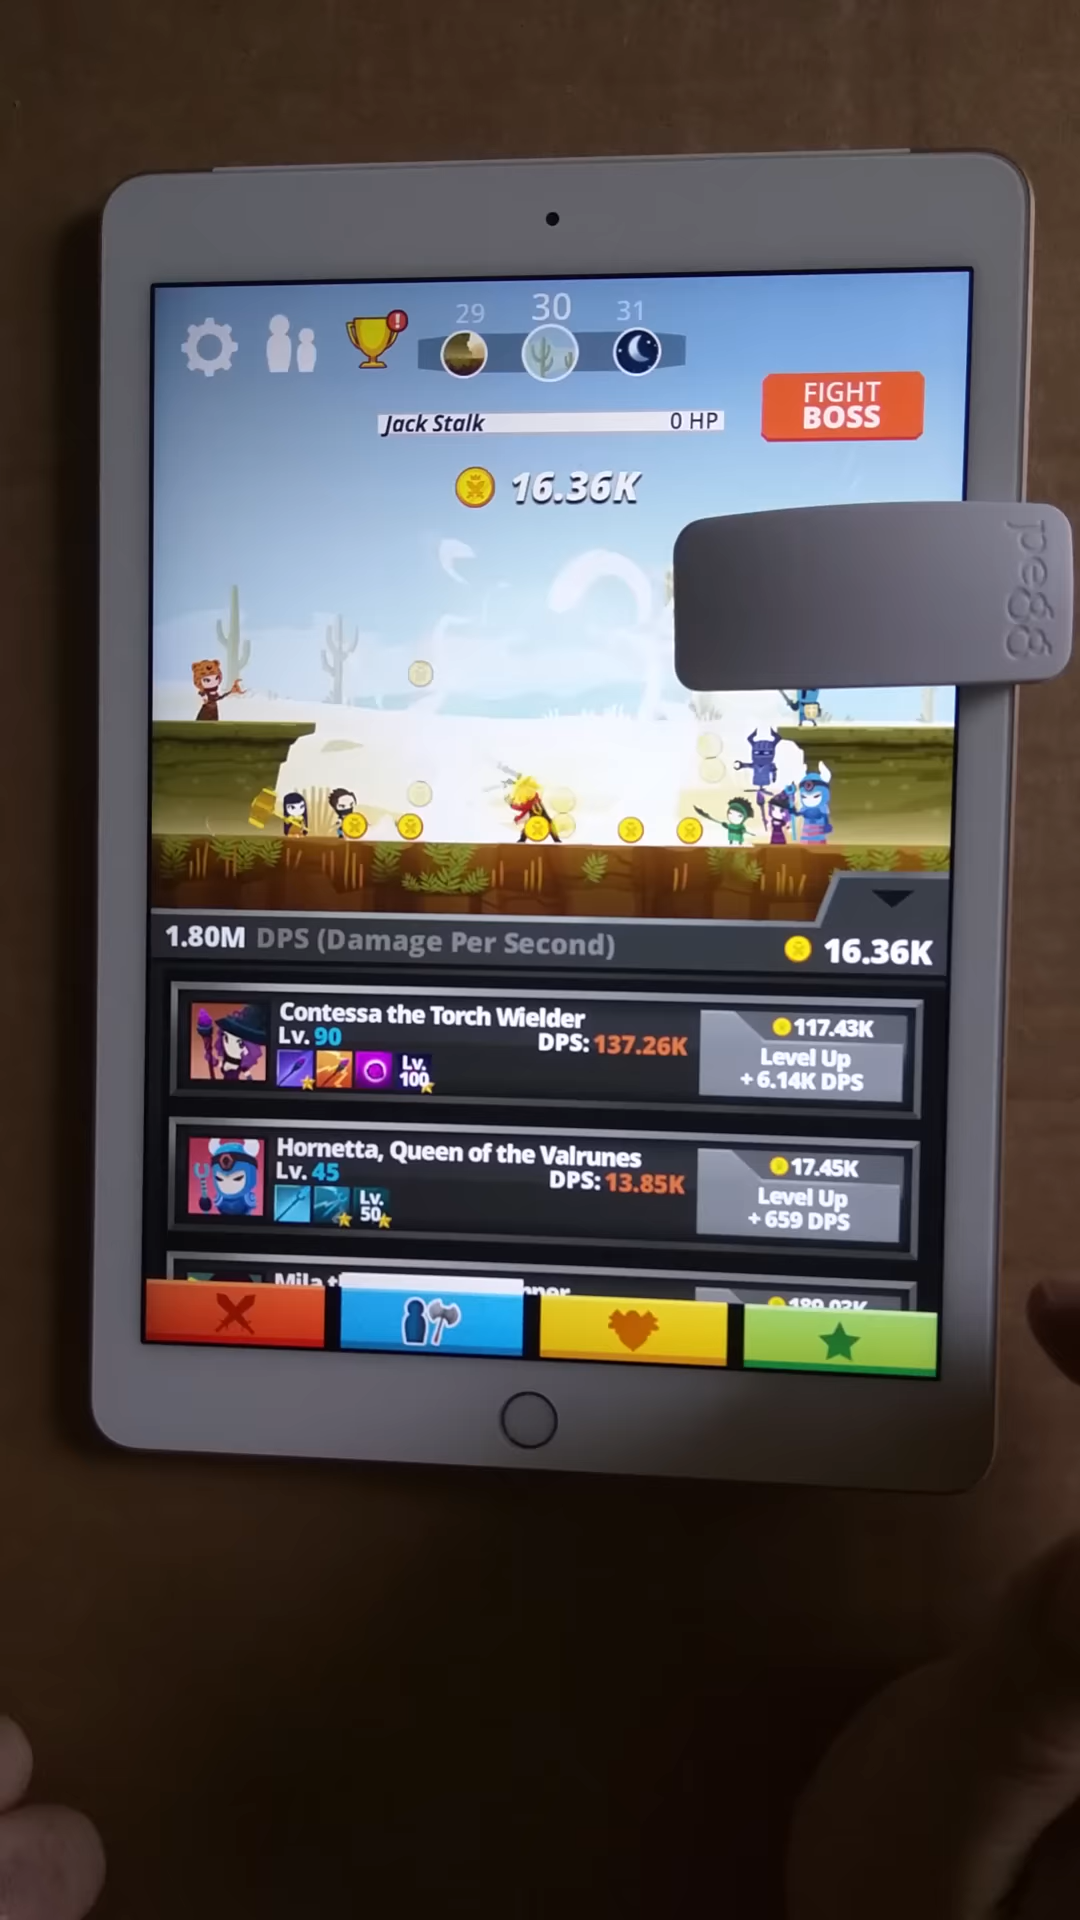 29 30 31
!
FIGHT
BOSS
Jack Stalk 0 HP
16.36K
pegg
1.80M DPS (Damage Per Second) 16.36K
Contessa the Torch Wielder
Lv. 90
DPS: 137.26K
Lv.
100
117.43K
Level Up
+ 6.14K DPS
Hornetta, Queen of the Valrunes
Lv. 45
DPS: 13.85K
Lv.
50
17.45K
Level Up
+ 659 DPS
Mila